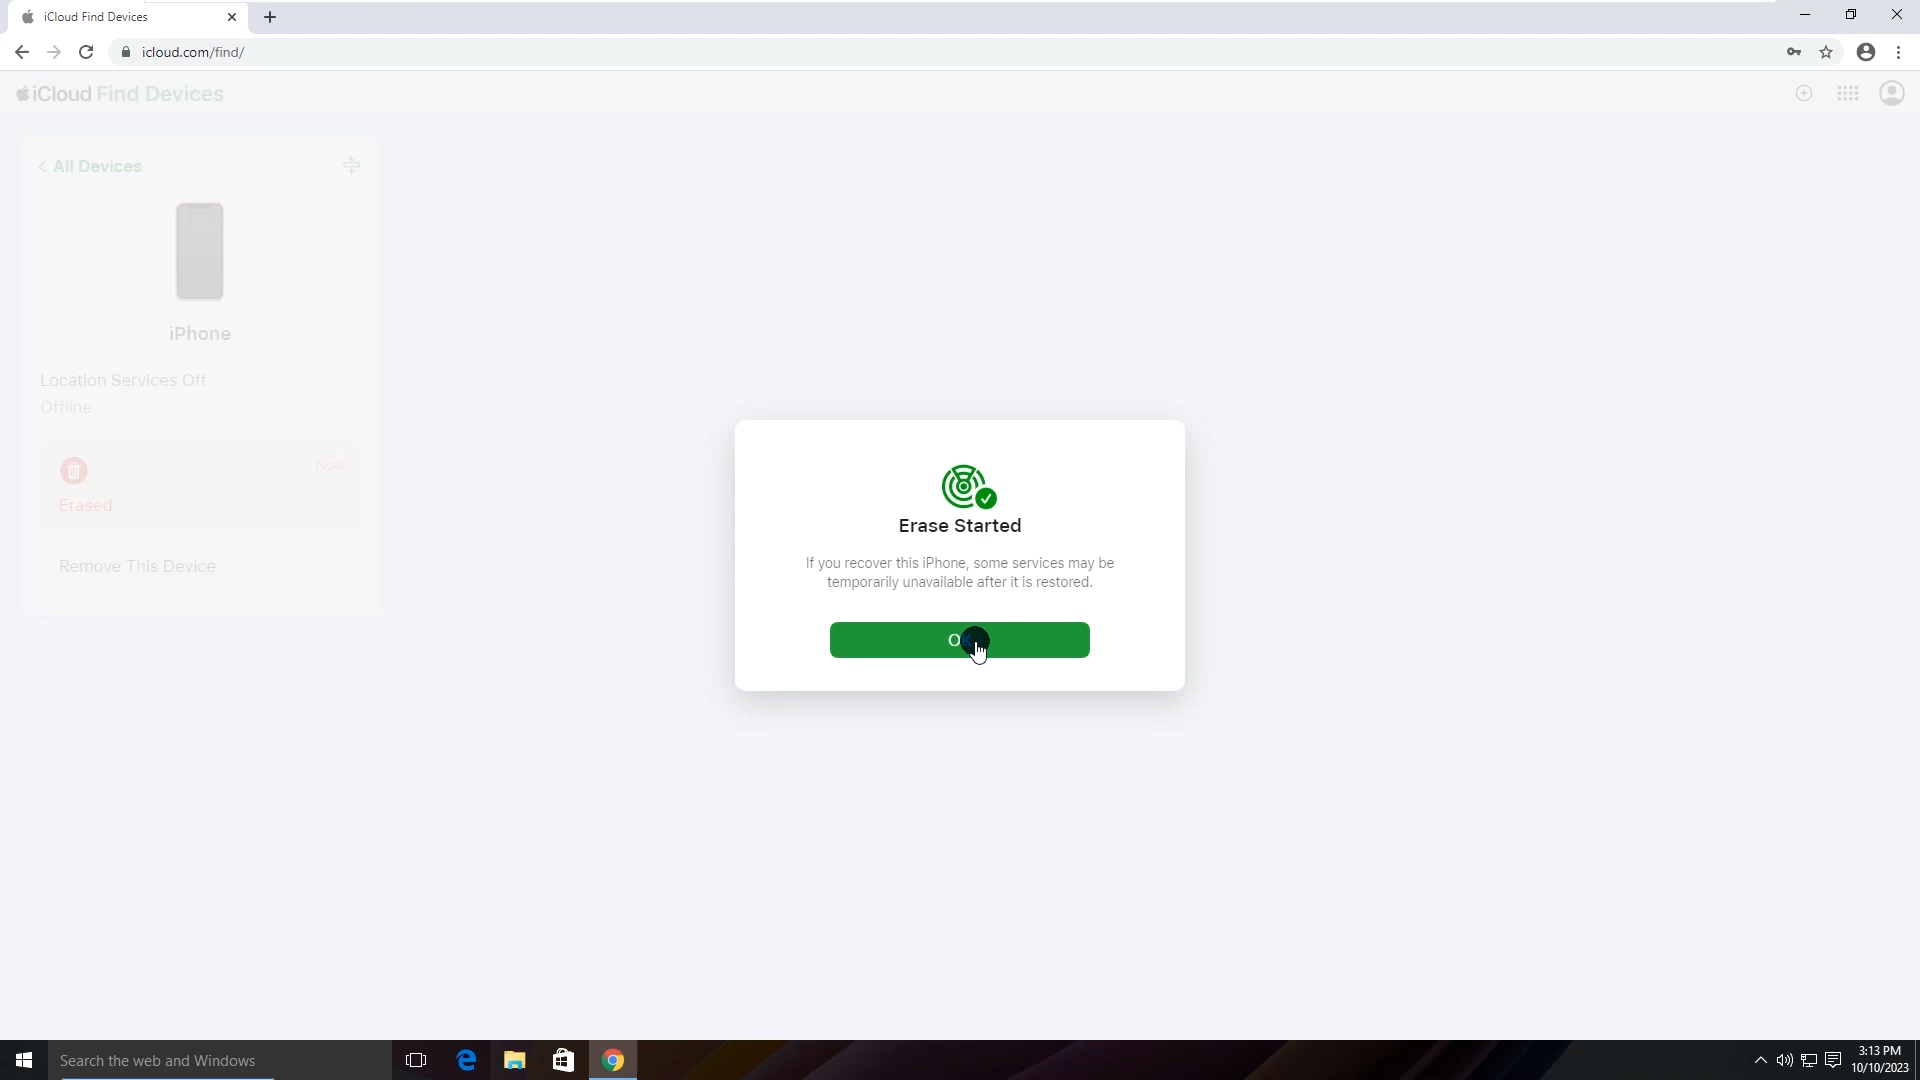 iCloud Find Devices
icloud.com/find/
iCloud Find Devices
All Devices
iPhone
Location Services Off
Offline
Now
Erased
Remove This Device
Erase Started
If you recover this iPhone, some services may be
temporarily unavailable after it is restored.
OK
Search the web and Windows
3:13 PM
10/10/2023